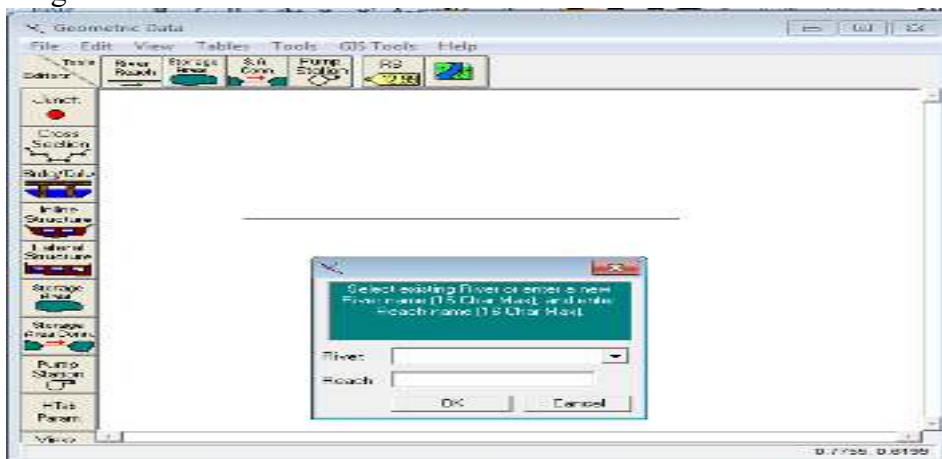 Geometric Data
File Edit View Tables Tools GIS Tools Help
Tools
Editors
River
Reach
Storage
Area
S.A.
Conn.
Pump
Station
RS
Junct.
Cross
Section
Brdg/Culv
Inline
Structure
Lateral
Structure
Storage
Area
Storage
Area Conn.
Pump
Station
HTab
Param
View
Select existing River or enter a new
River name (16 Char Max), and enter
Reach name (16 Char Max).
River:
Reach:
OK Cancel